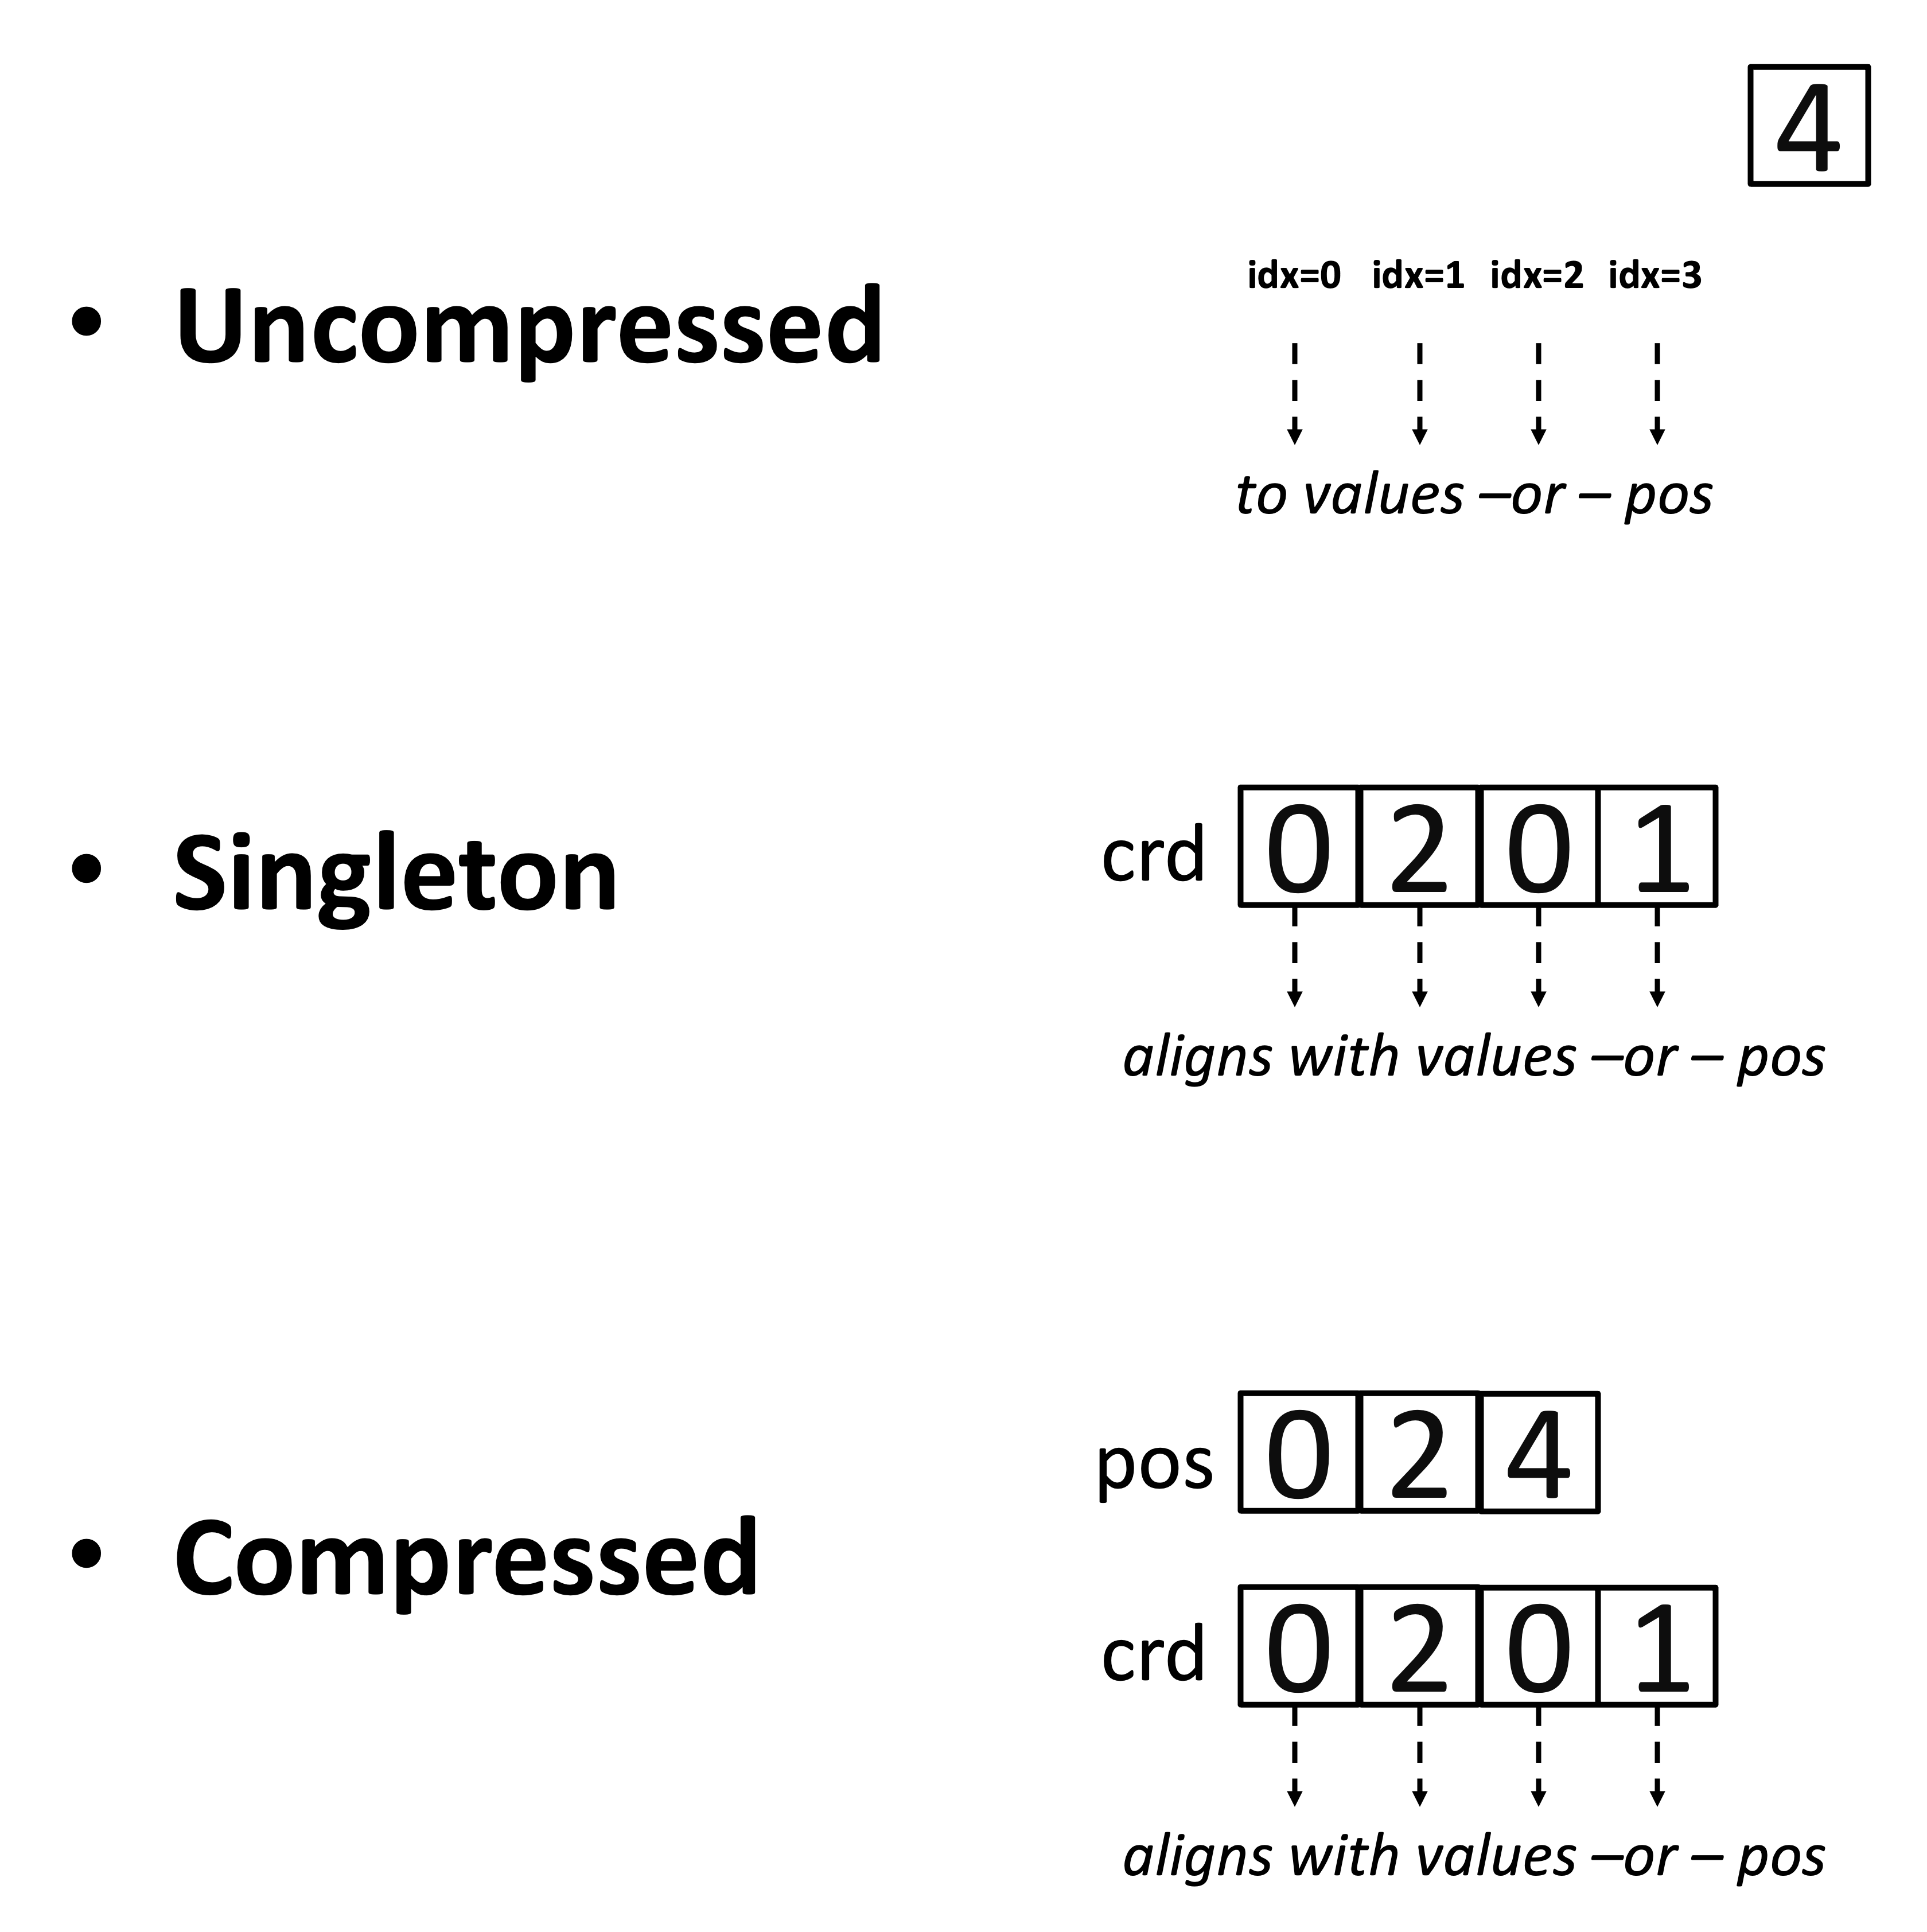 4
idx=0 idx=1 idx=2 idx=3
• Uncompressed
to values –or – pos
• Singleton
crd 0 2 0 1
aligns with values –or – pos
pos 0 2 4
• Compressed
crd 0 2 0 1
aligns with values –or – pos